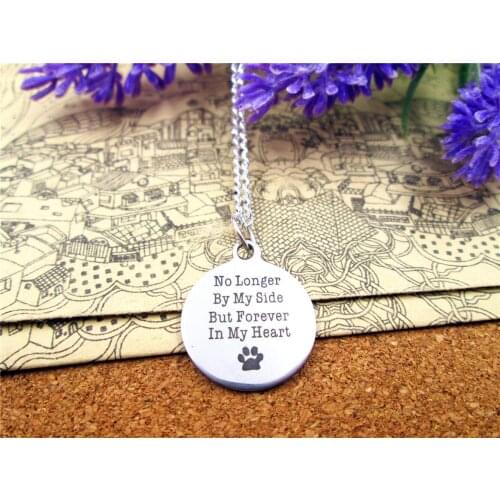 No Longer
By My Side
But Forever
In My Heart